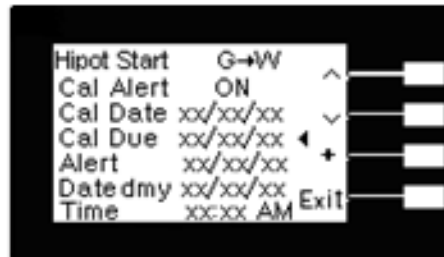 Hipot Start G→W
Cal Alert ON
Cal Date xx/xx/xx
Cal Due xx/xx/xx
Alert xx/xx/xx
Date dmy xx/xx/xx
Time xx:xx AM
^
⌄
+
Exit